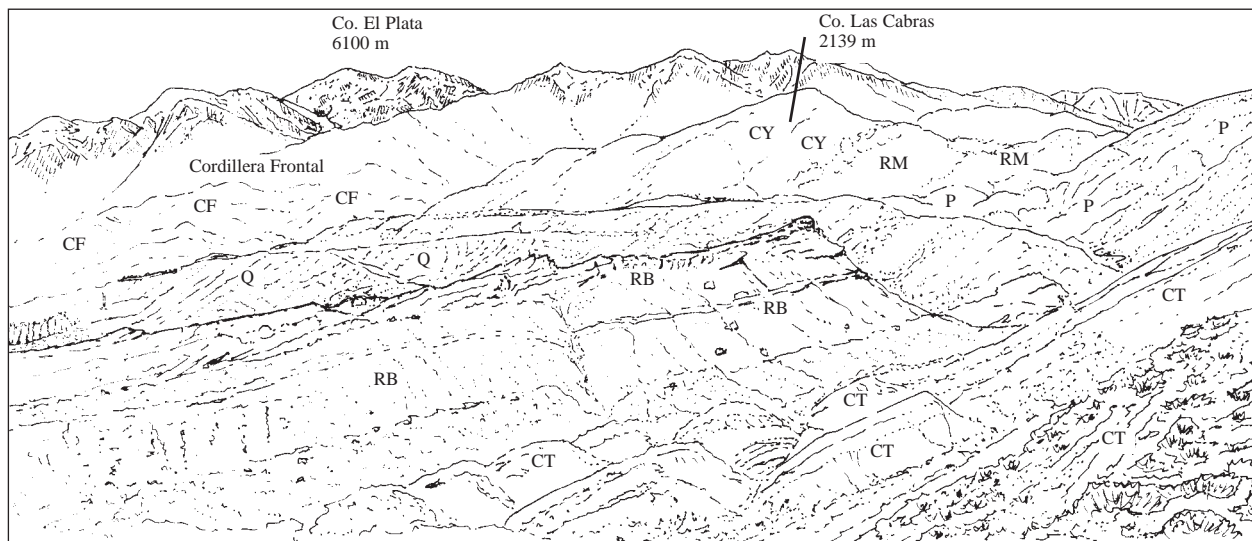 Co. El Plata
6100 m
Co. Las Cabras
2139 m
P
CY
CY
RM
RM
Cordillera Frontal
CF
CF
P
P
CF
Q
Q
RB
RB
CT
RB
CT
CT
CT
CT